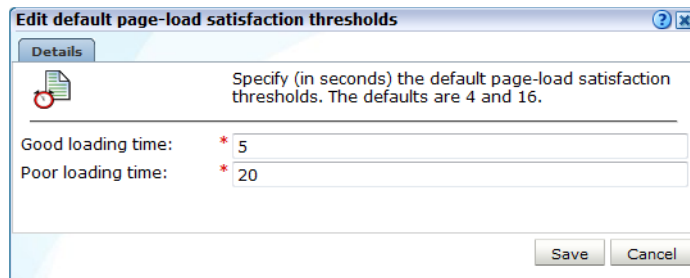 Edit default page-load satisfaction thresholds
Details
Specify (in seconds) the default page-load satisfaction
thresholds. The defaults are 4 and 16.
Good loading time: * 5
Poor loading time: * 20
Save Cancel